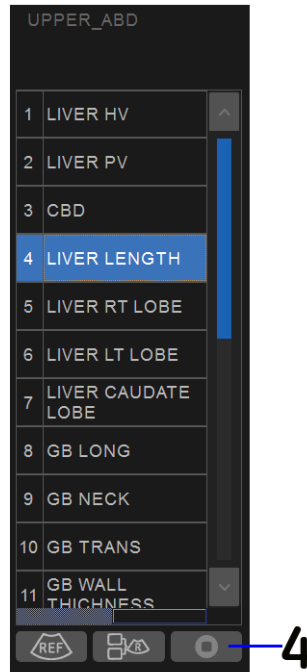 UPPER_ABD
1 LIVER HV
2 LIVER PV
3 CBD
4 LIVER LENGTH
5 LIVER RT LOBE
6 LIVER LT LOBE
7 LIVER CAUDATE
LOBE
8 GB LONG
9 GB NECK
10 GB TRANS
11 GB WALL
THICHNESS
REF R 4